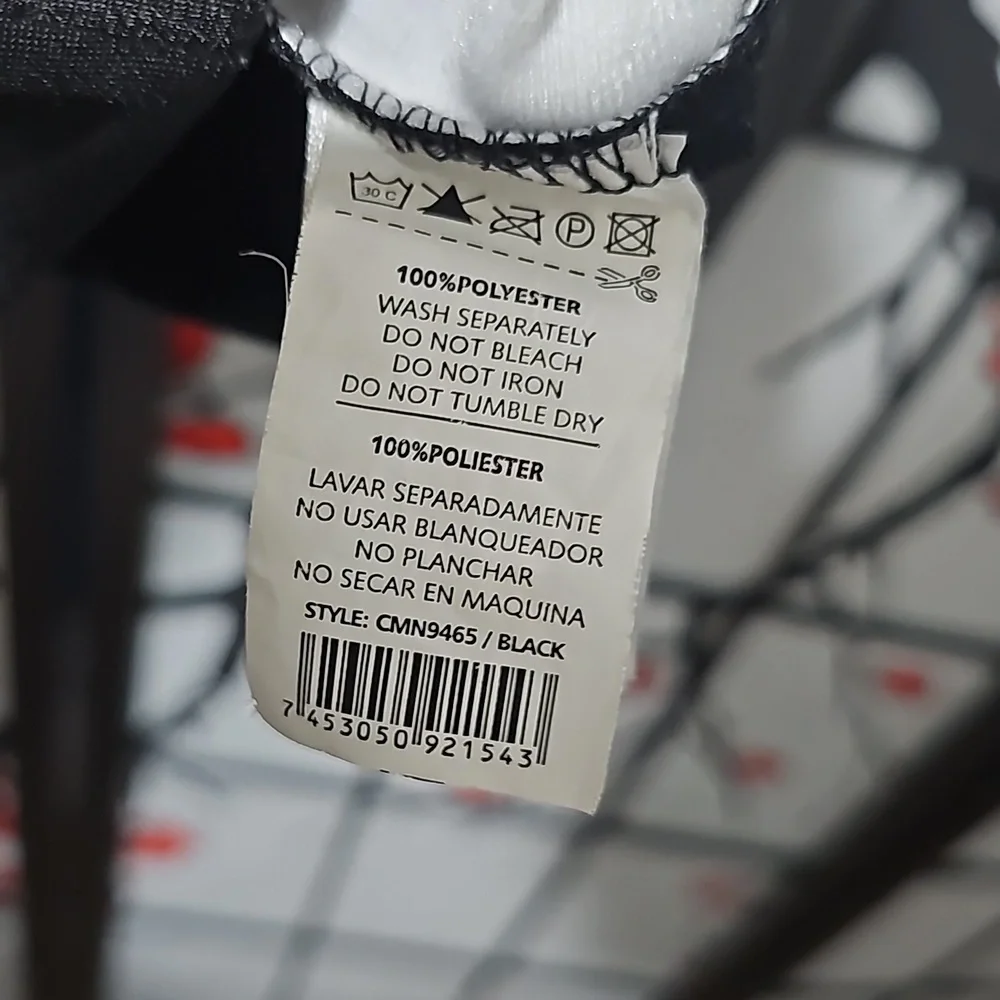 30 C
P
100%POLYESTER
WASH SEPARATELY
DO NOT BLEACH
DO NOT IRON
DO NOT TUMBLE DRY
100%POLIESTER
LAVAR SEPARADAMENTE
NO USAR BLANQUEADOR
NO PLANCHAR
NO SECAR EN MAQUINA
STYLE: CMN9465 / BLACK
7 453050 921543